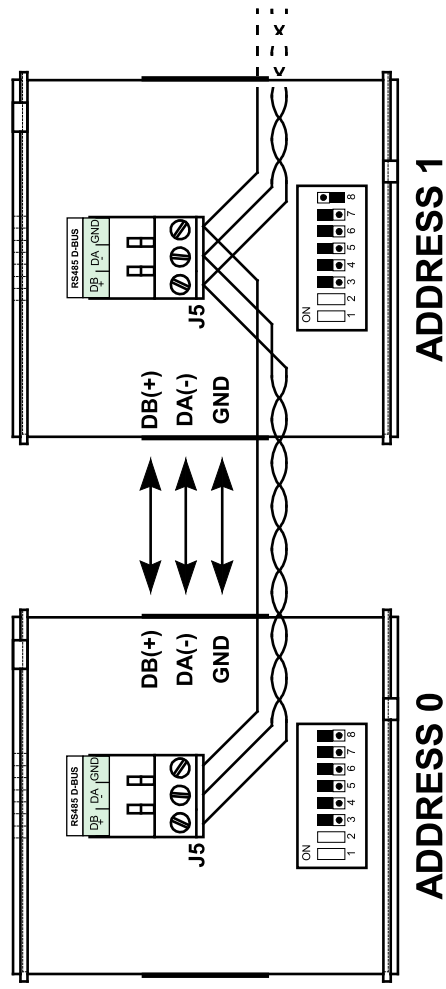 RS485 D-BUS
DB DA GND
+ -
J5
ON
1 2 3 4 5 6 7 8
ADDRESS 0
DB(+)
DA(-)
GND
DB(+)
DA(-)
GND
RS485 D-BUS
DB DA GND
+ -
J5
ON
1 2 3 4 5 6 7 8
ADDRESS 1